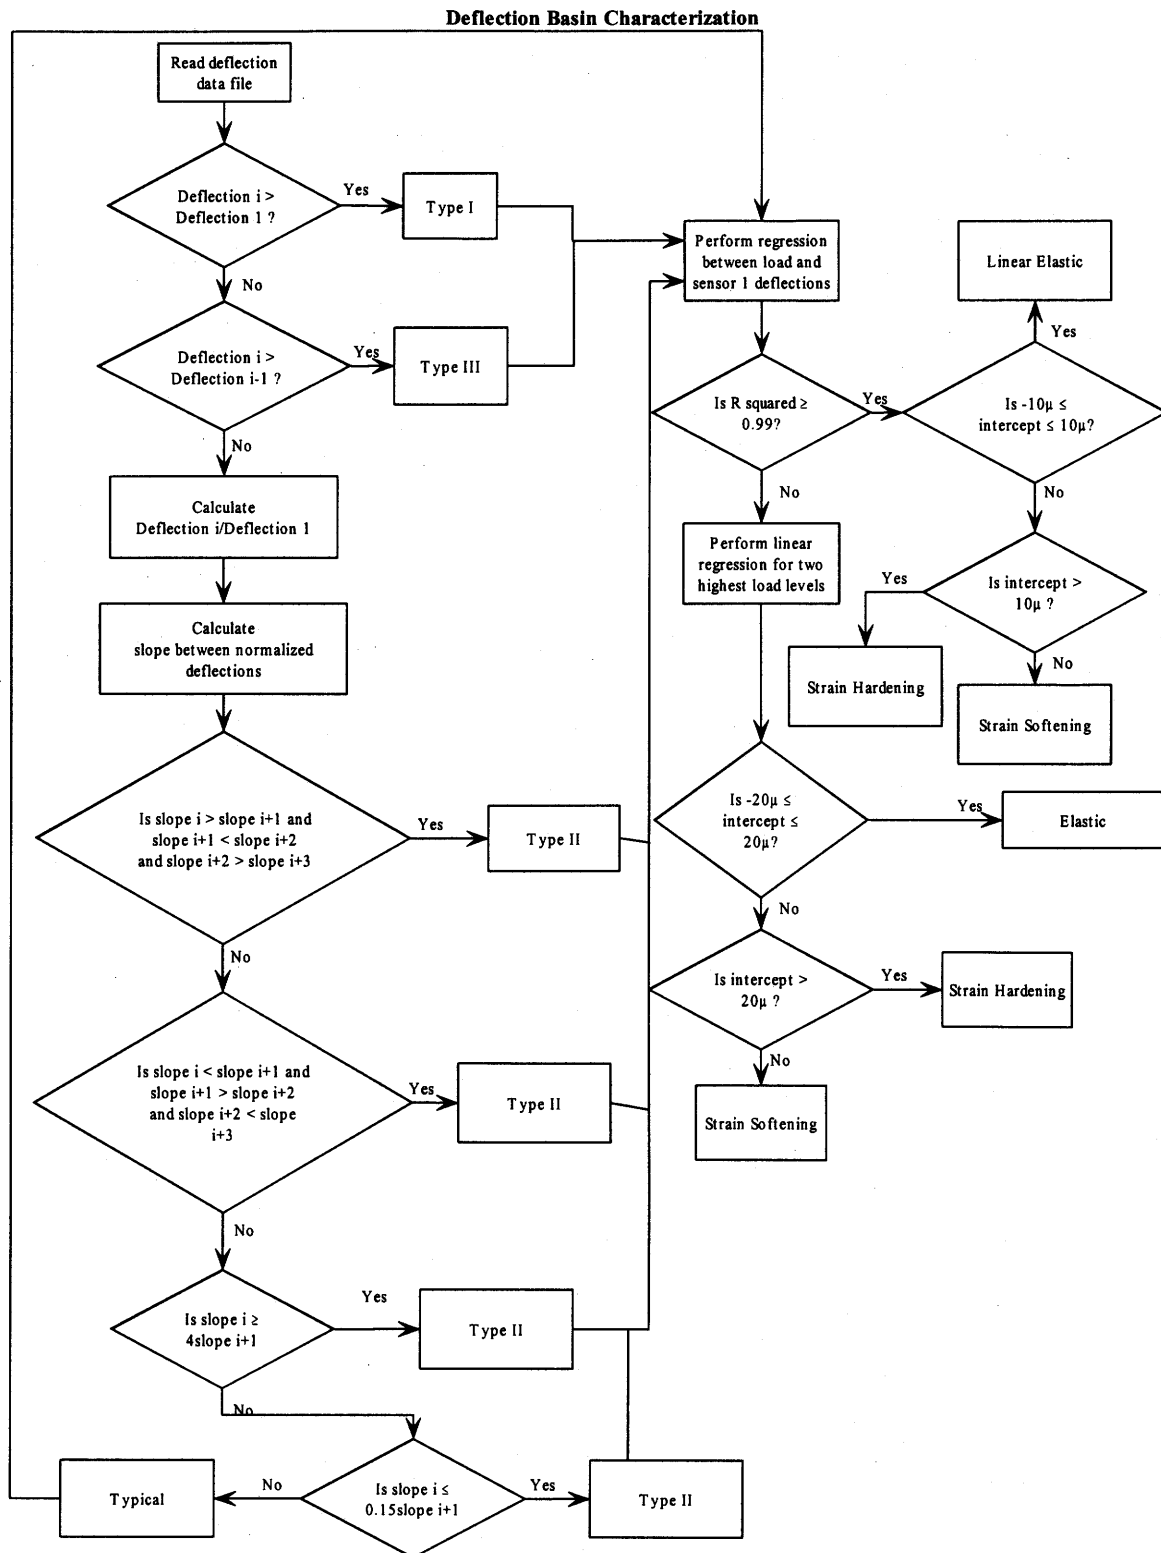 Deflection Basin Characterization
Read deflection
data file
Deflection i >
Deflection 1 ?
Yes
Type I
No
Deflection i >
Deflection i-1 ?
Yes
Type III
No
Calculate
Deflection i/Deflection 1
Calculate
slope between normalized
deflections
Is slope i > slope i+1 and
slope i+1 < slope i+2
and slope i+2 > slope i+3
Yes
Type II
No
Is slope i < slope i+1 and
slope i+1 > slope i+2
and slope i+2 < slope
i+3
Yes
Type II
No
Is slope i ≥
4slope i+1
Yes
Type II
No
Is slope i ≤
0.15slope i+1
Yes
Type II
No
Typical
Perform regression
between load and
sensor 1 deflections
Is R squared ≥
0.99?
Yes
Is -10µ ≤
intercept ≤ 10µ?
Yes
Linear Elastic
No
Is intercept >
10µ ?
Yes
Strain Hardening
No
Strain Softening
No
Perform linear
regression for two
highest load levels
Is -20µ ≤
intercept ≤
20µ?
Yes
Elastic
No
Is intercept >
20µ ?
Yes
Strain Hardening
No
Strain Softening